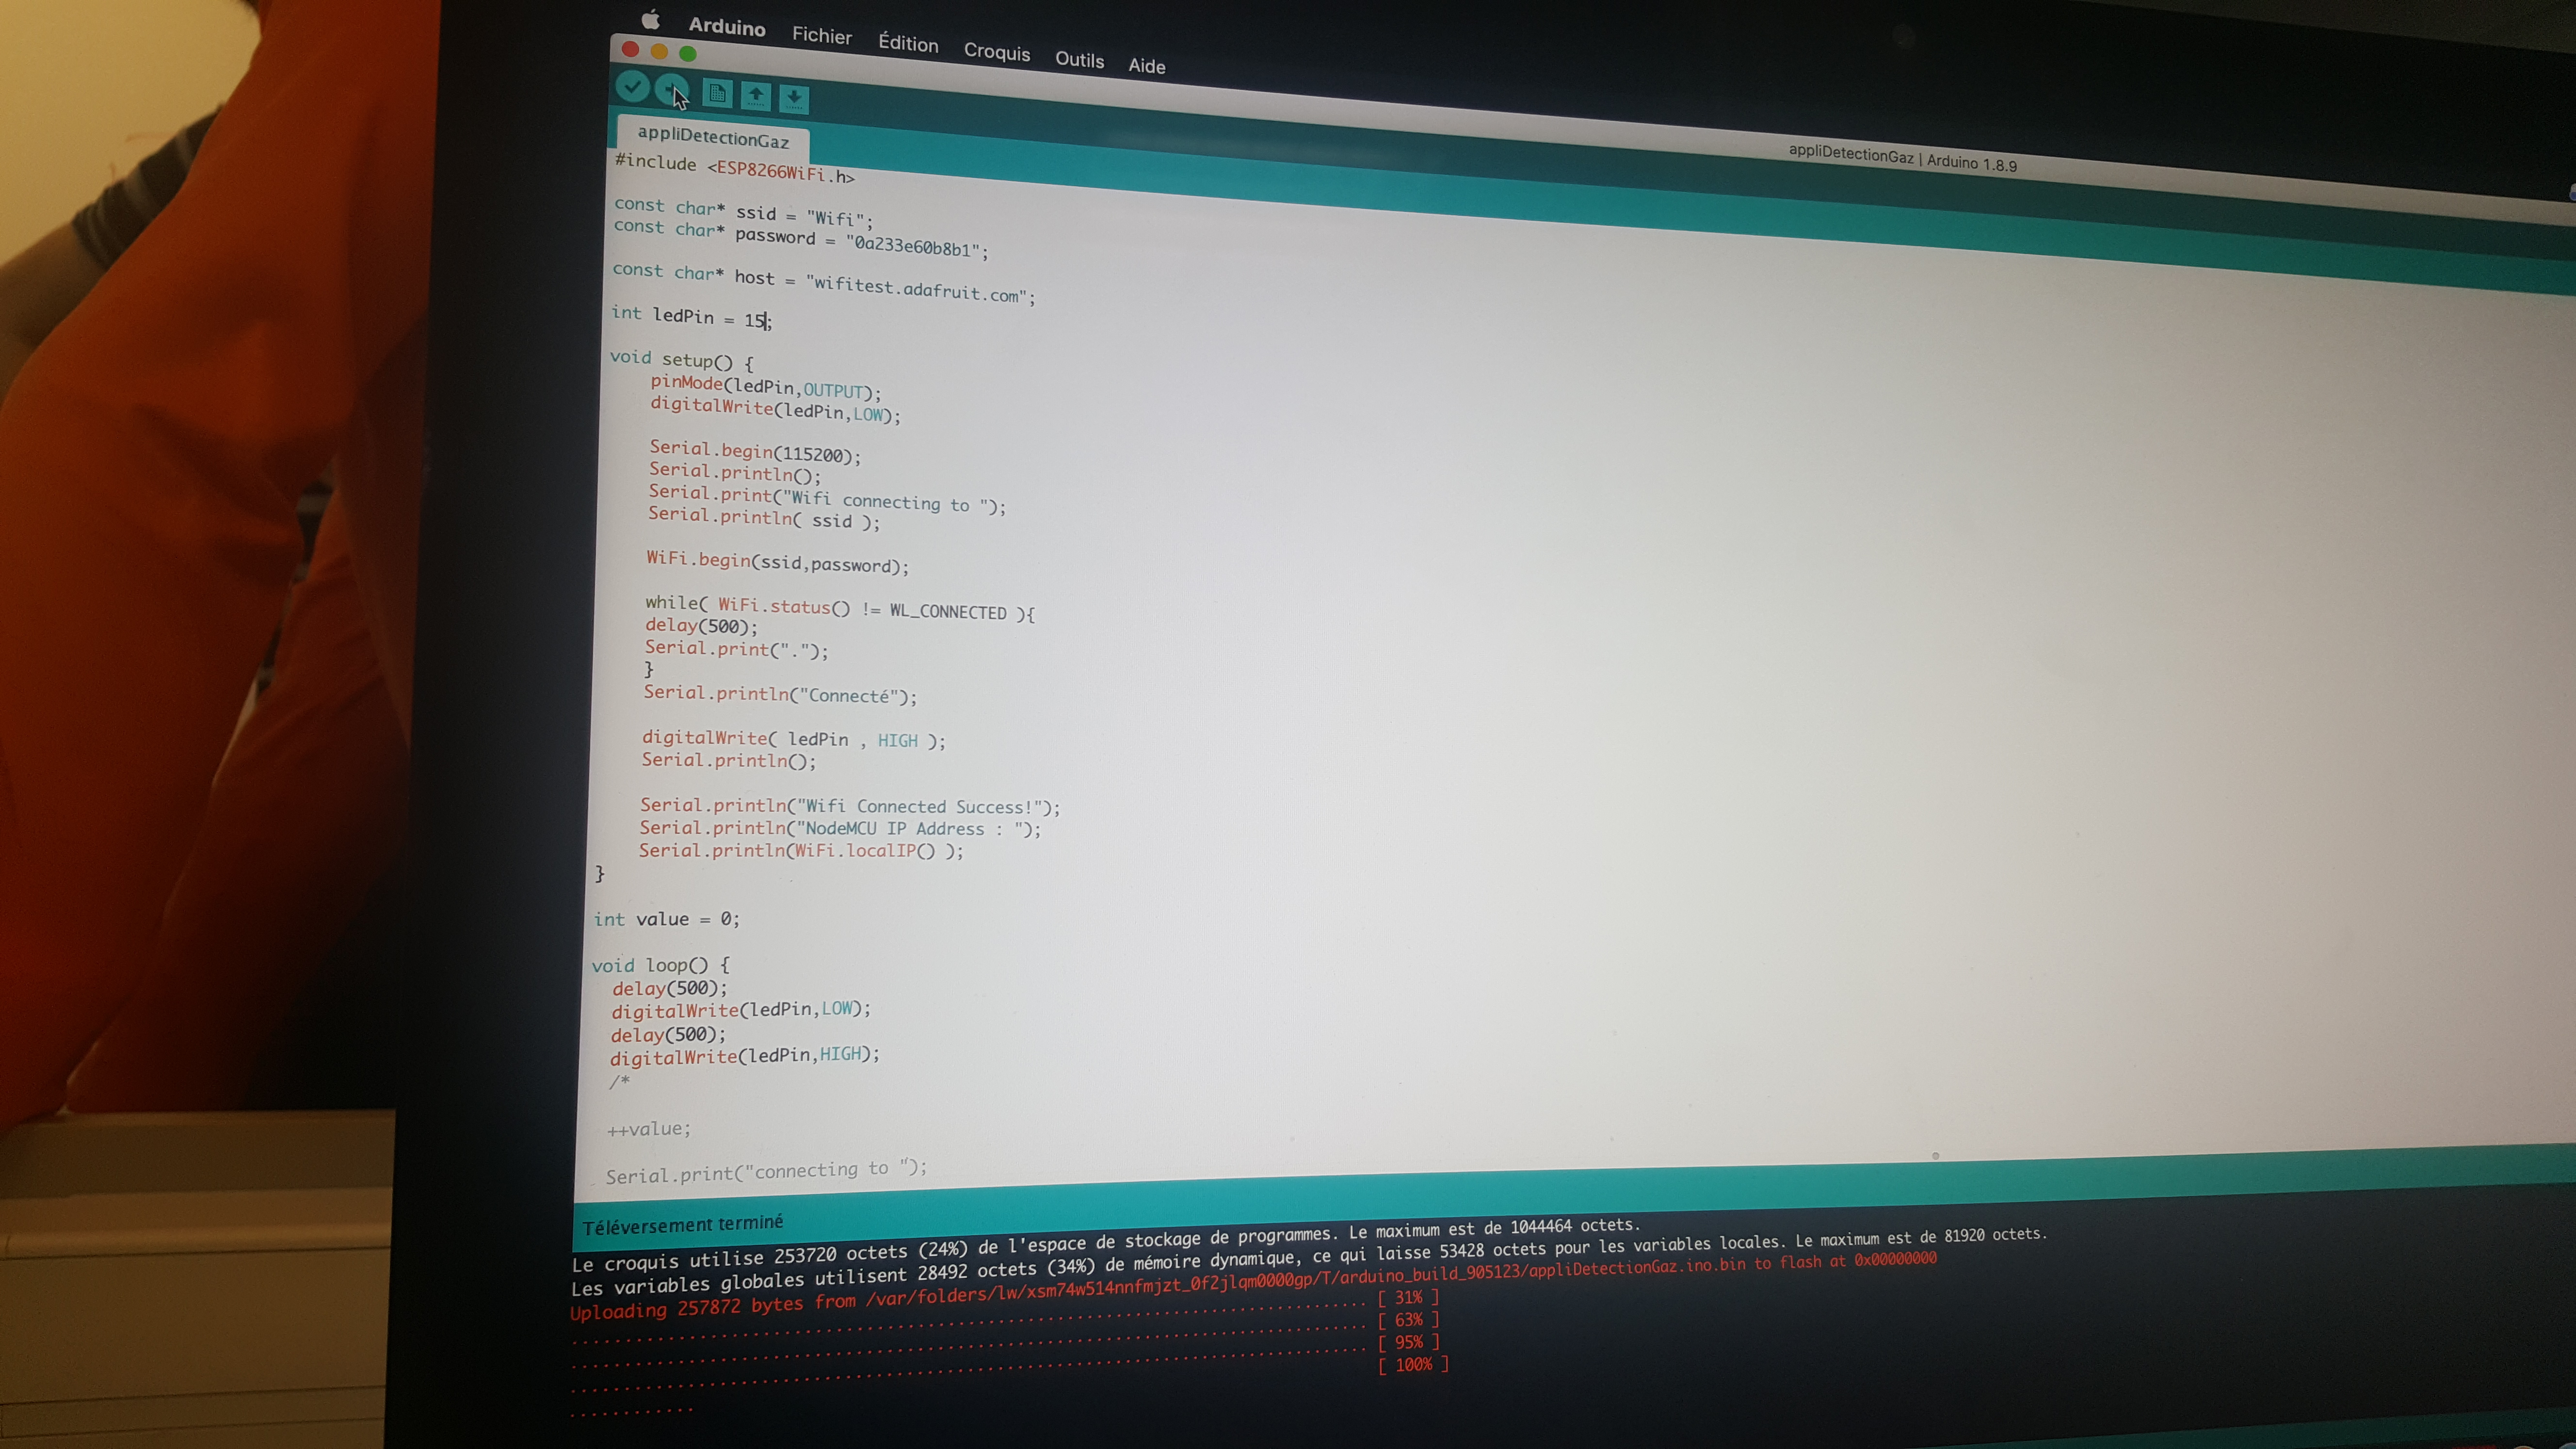 Arduino Fichier Édition Croquis Outils Aide
appliDetectionGaz | Arduino 1.8.9
appliDetectionGaz
#include <ESP8266WiFi.h>
const char* ssid = "Wifi";
const char* password = "0a233e60b8b1";
const char* host = "wifitest.adafruit.com";
int ledPin = 15;
void setup() {
pinMode(ledPin,OUTPUT);
digitalWrite(ledPin,LOW);
Serial.begin(115200);
Serial.println();
Serial.print("Wifi connecting to ");
Serial.println( ssid );
WiFi.begin(ssid,password);
while( WiFi.status() != WL_CONNECTED ){
delay(500);
Serial.print(".");
}
Serial.println("Connecté");
digitalWrite( ledPin , HIGH );
Serial.println();
Serial.println("Wifi Connected Success!");
Serial.println("NodeMCU IP Address : ");
Serial.println(WiFi.localIP() );
}
int value = 0;
void loop() {
delay(500);
digitalWrite(ledPin,LOW);
delay(500);
digitalWrite(ledPin,HIGH);
/*
++value;
Serial.print("connecting to ");
Téléversement terminé
Le croquis utilise 253720 octets (24%) de l'espace de stockage de programmes. Le maximum est de 1044464 octets.
Les variables globales utilisent 28492 octets (34%) de mémoire dynamique, ce qui laisse 53428 octets pour les variables locales. Le maximum est de 81920 octets.
Uploading 257872 bytes from /var/folders/lw/xsm74w514nnfmjzt_0f2jlqm0000gp/T/arduino_build_905123/appliDetectionGaz.ino.bin to flash at 0x00000000
................................................................................ [ 31% ]
................................................................................ [ 63% ]
................................................................................ [ 95% ]
............ [ 100% ]